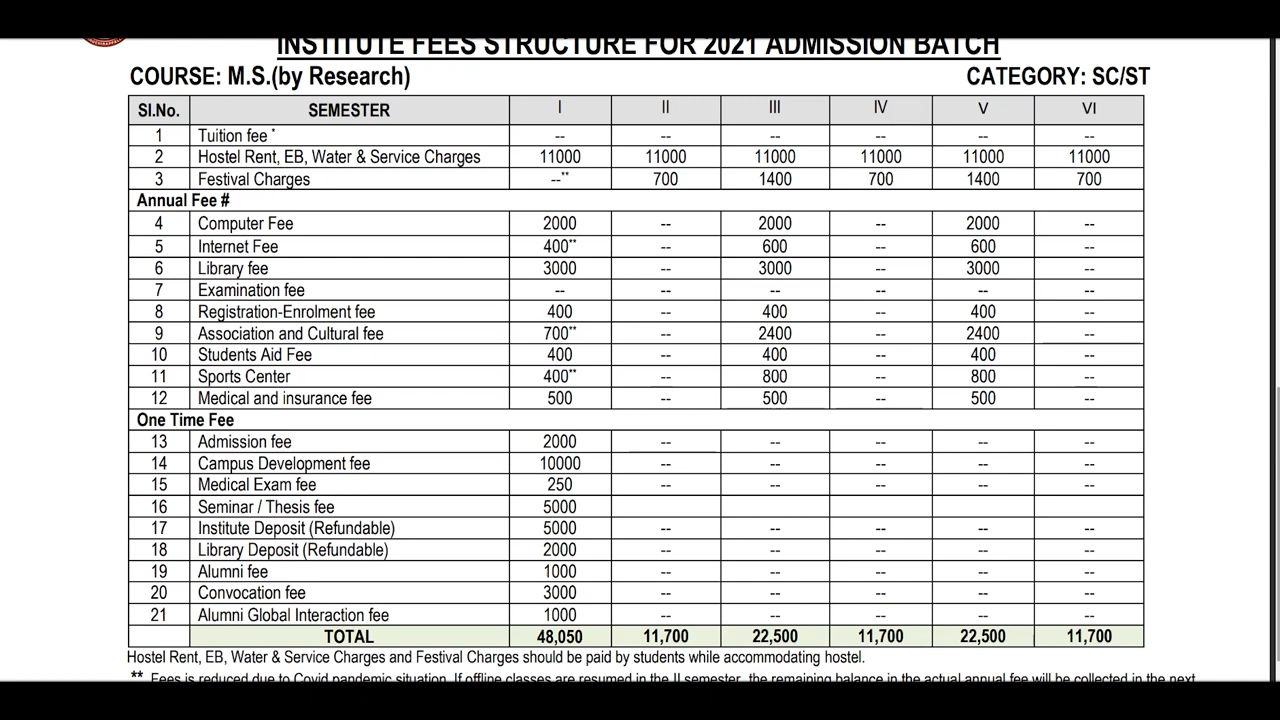 INSTITUTE FEES STRUCTURE FOR 2021 ADMISSION BATCH
COURSE: M.S.(by Research) CATEGORY: SC/ST
Sl.No. SEMESTER I II III IV V VI
1 Tuition fee * -- -- -- -- -- --
2 Hostel Rent, EB, Water & Service Charges 11000 11000 11000 11000 11000 11000
3 Festival Charges --** 700 1400 700 1400 700
Annual Fee #
4 Computer Fee 2000 -- 2000 -- 2000 --
5 Internet Fee 400** -- 600 -- 600 --
6 Library fee 3000 -- 3000 -- 3000 --
7 Examination fee -- -- -- -- -- --
8 Registration-Enrolment fee 400 -- 400 -- 400 --
9 Association and Cultural fee 700** -- 2400 -- 2400 --
10 Students Aid Fee 400 -- 400 -- 400 --
11 Sports Center 400** -- 800 -- 800 --
12 Medical and insurance fee 500 -- 500 -- 500 --
One Time Fee
13 Admission fee 2000 -- -- -- -- --
14 Campus Development fee 10000 -- -- -- -- --
15 Medical Exam fee 250 -- -- -- -- --
16 Seminar / Thesis fee 5000
17 Institute Deposit (Refundable) 5000 -- -- -- -- --
18 Library Deposit (Refundable) 2000 -- -- -- -- --
19 Alumni fee 1000 -- -- -- -- --
20 Convocation fee 3000 -- -- -- -- --
21 Alumni Global Interaction fee 1000 -- -- -- -- --
TOTAL 48,050 11,700 22,500 11,700 22,500 11,700
Hostel Rent, EB, Water & Service Charges and Festival Charges should be paid by students while accommodating hostel.
** Fees is reduced due to Covid pandemic situation. If offline classes are resumed in the II semester, the remaining balance in the actual annual fee will be collected in the next